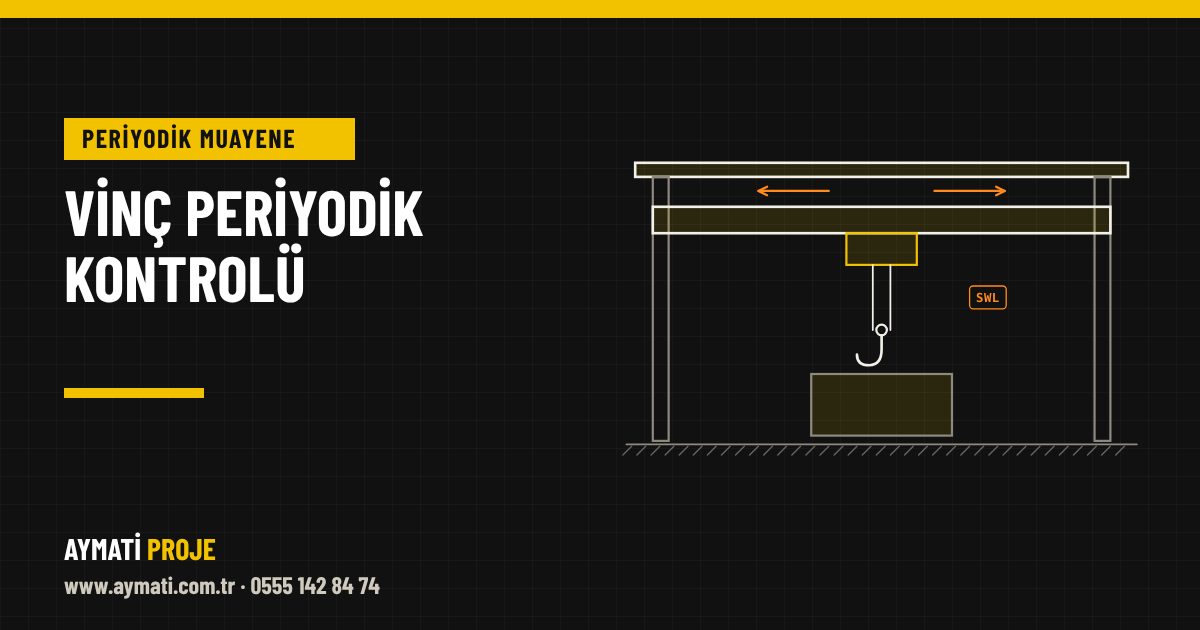 PERİYODİK MUAYENE
VİNÇ PERİYODİK
KONTROLÜ
SWL
AYMATİ PROJE
www.aymati.com.tr · 0555 142 84 74